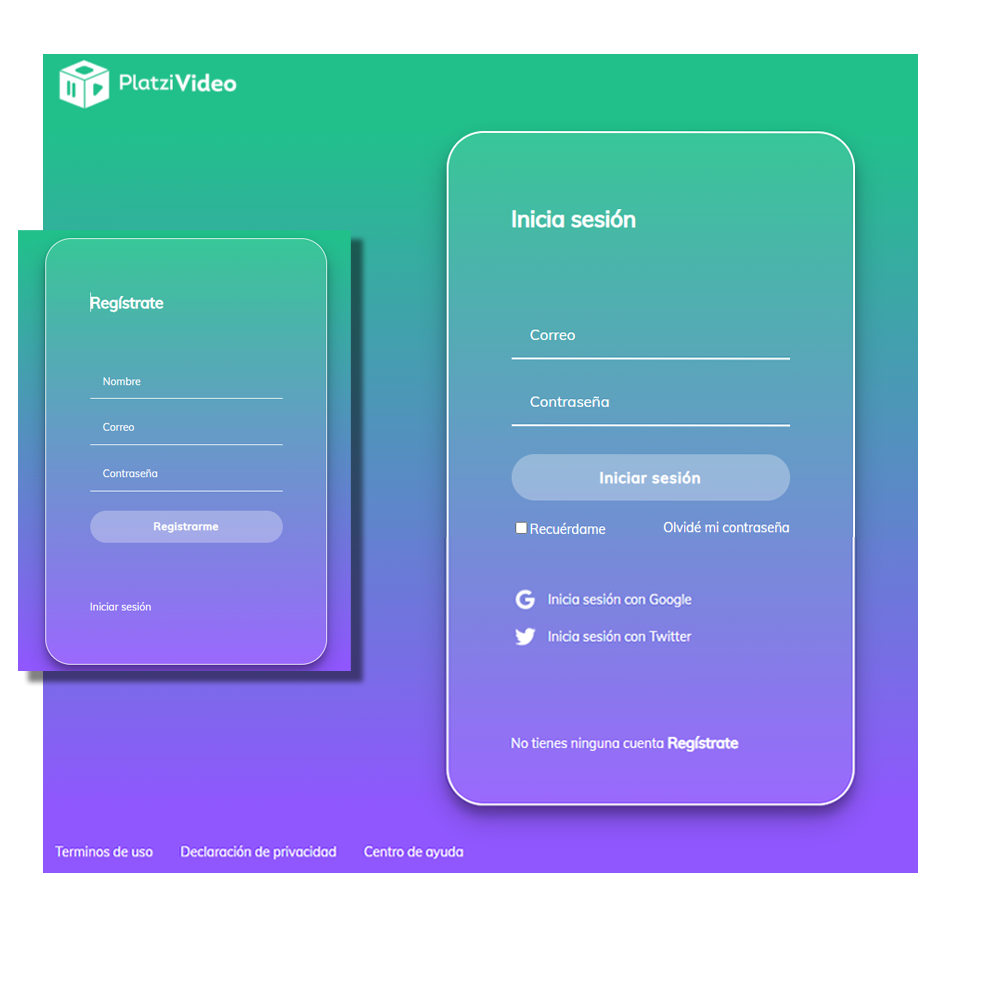 PlatziVideo
Regístrate
Nombre
Correo
Contraseña
Registrarme
Iniciar sesión
Inicia sesión
Correo
Contraseña
Iniciar sesión
Recuérdame Olvidé mi contraseña
Inicia sesión con Google
Inicia sesión con Twitter
No tienes ninguna cuenta Regístrate
Terminos de uso Declaración de privacidad Centro de ayuda